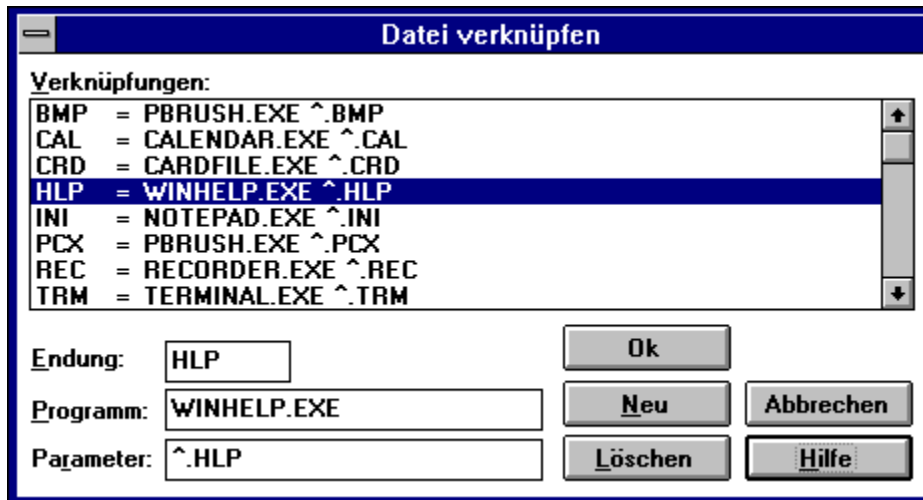 Datei verknüpfen
Verknüpfungen:
BMP = PBRUSH.EXE ^.BMP
CAL = CALENDAR.EXE ^.CAL
CRD = CARDFILE.EXE ^.CRD
HLP = WINHELP.EXE ^.HLP
INI = NOTEPAD.EXE ^.INI
PCX = PBRUSH.EXE ^.PCX
REC = RECORDER.EXE ^.REC
TRM = TERMINAL.EXE ^.TRM
Endung: HLP Ok
Programm: WINHELP.EXE Neu Abbrechen
Parameter: ^.HLP Löschen Hilfe